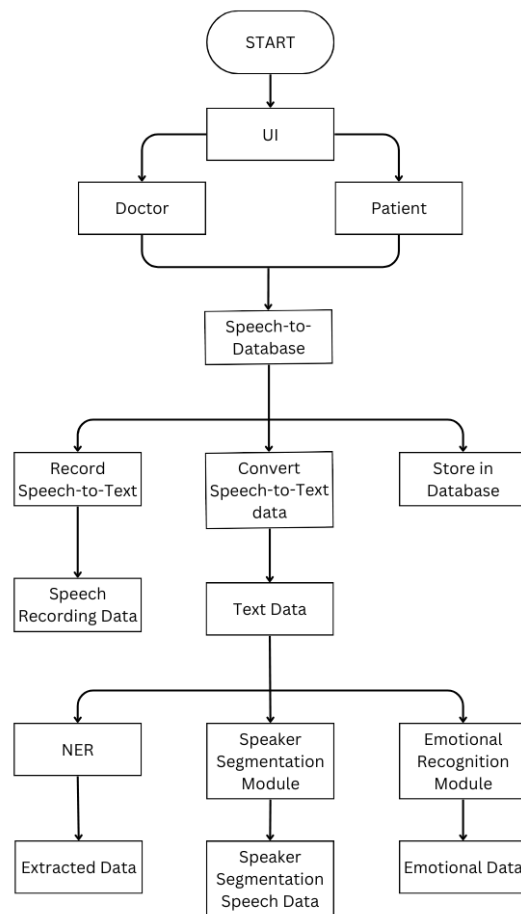 START
UI
Doctor
Patient
Speech-to-
Database
Record
Speech-to-Text
Convert
Speech-to-Text
data
Store in
Database
Speech
Recording Data
Text Data
NER
Speaker
Segmentation
Module
Emotional
Recognition
Module
Extracted Data
Speaker
Segmentation
Speech Data
Emotional Data